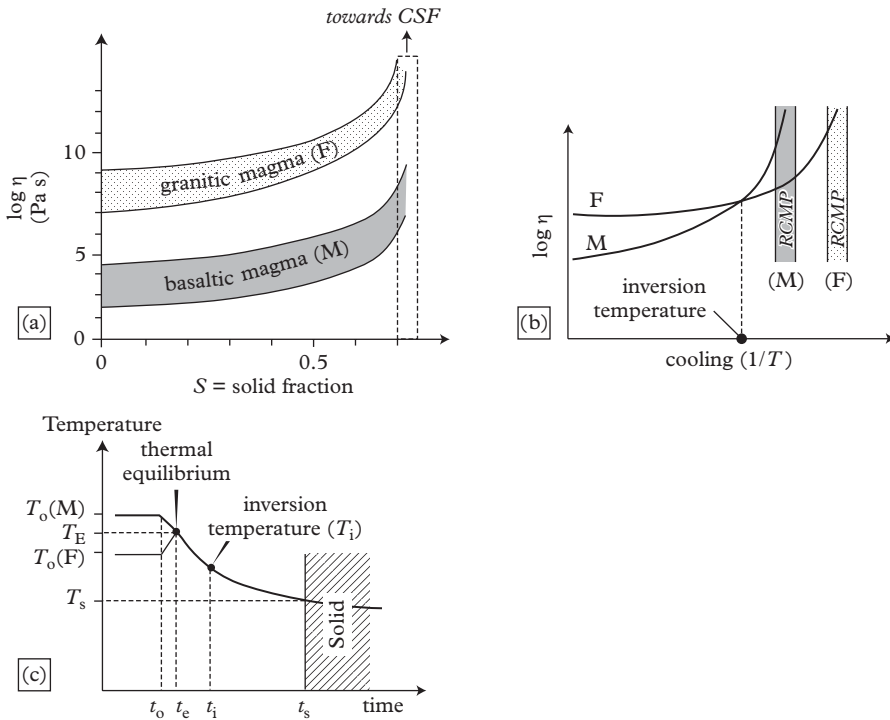 towards CSF
log η
(Pa s)
10
5
0
granitic magma (F)
basaltic magma (M)
(a)
0
0.5
S = solid fraction
log η
F
M
RCMP
RCMP
(M)
(F)
inversion
temperature
(b)
cooling (1/T)
Temperature
thermal
equilibrium
inversion
temperature (Ti)
To(M)
TE
To(F)
Ts
Solid
(c)
to
te
ti
ts
time